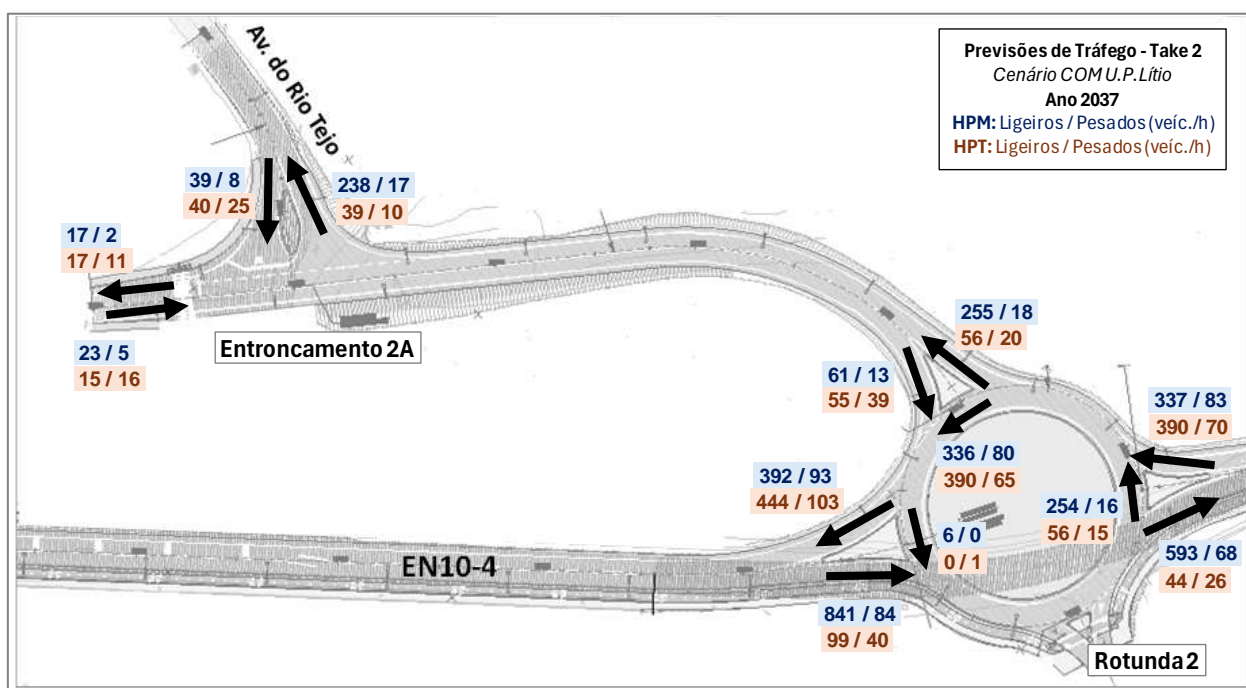 Previsões de Tráfego - Take 2
Cenário COM U.P.Lítio
Ano 2037
HPM: Ligeiros / Pesados (veíc./h)
HPT: Ligeiros / Pesados (veíc./h)
Av. do Rio Tejo
39 / 8
40 / 25
238 / 17
39 / 10
17 / 2
17 / 11
23 / 5
15 / 16
Entroncamento 2A
255 / 18
56 / 20
61 / 13
55 / 39
337 / 83
390 / 70
336 / 80
390 / 65
392 / 93
444 / 103
254 / 16
56 / 15
6 / 0
0 / 1
593 / 68
44 / 26
EN10-4
841 / 84
99 / 40
Rotunda 2